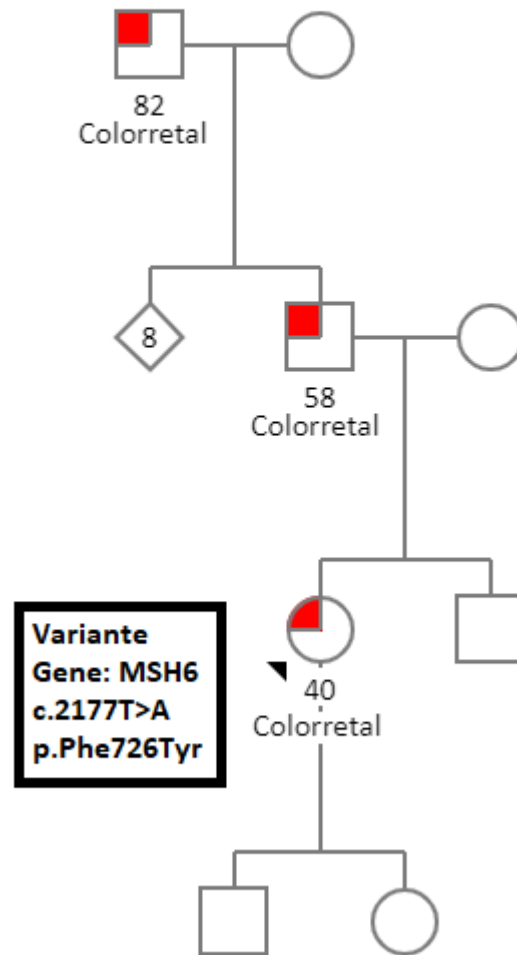 82
Colorretal
8
58
Colorretal
Variante
Gene: MSH6
c.2177T>A
p.Phe726Tyr
40
Colorretal